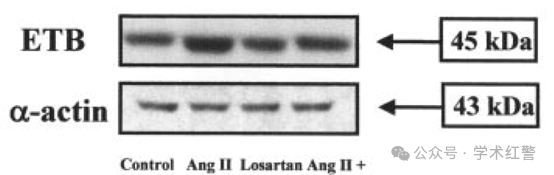 ETB 45 kDa
α-actin 43 kDa
Control Ang II Losartan Ang II +
公众号 · 学术红警